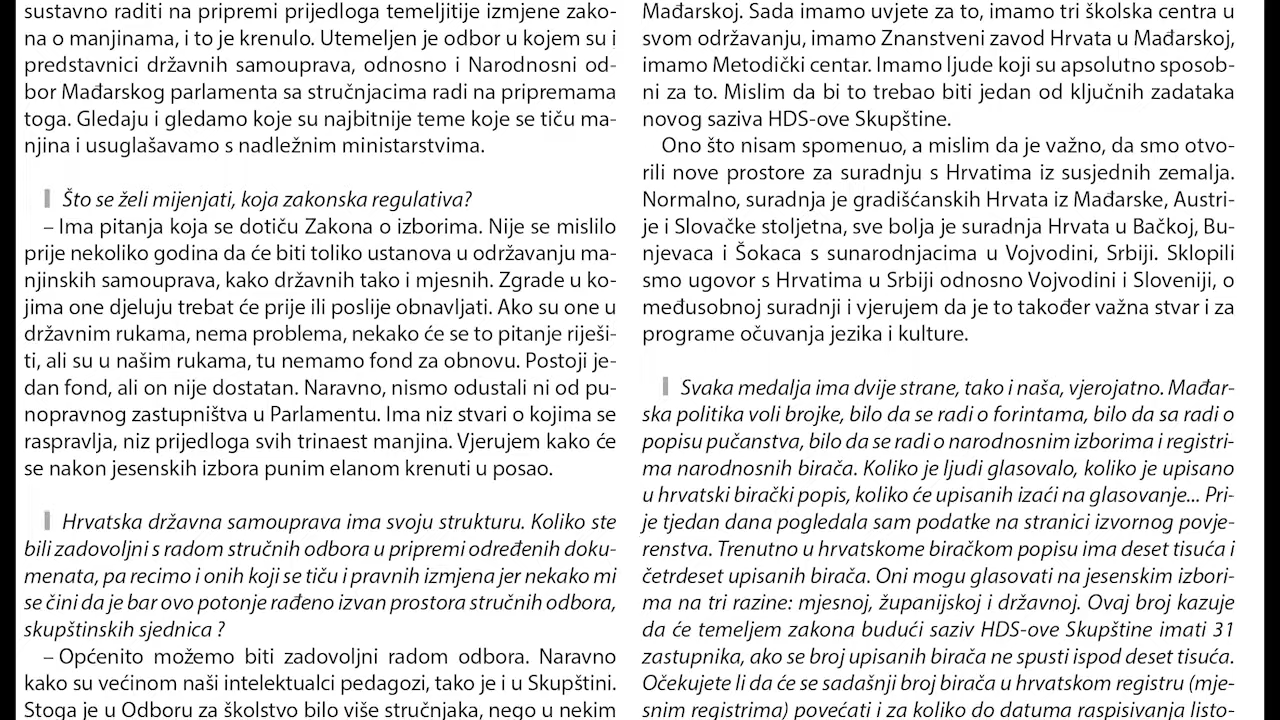 sustavno raditi na pripremi prijedloga temeljitije izmjene zako-
na o manjinama, i to je krenulo. Utemeljen je odbor u kojem su i
predstavnici državnih samouprava, odnosno i Narodnosni od-
bor Mađarskog parlamenta sa stručnjacima radi na pripremama
toga. Gledaju i gledamo koje su najbitnije teme koje se tiču ma-
njina i usuglašavamo s nadležnim ministarstvima.
Što se želi mijenjati, koja zakonska regulativa?
– Ima pitanja koja se dotiču Zakona o izborima. Nije se mislilo
prije nekoliko godina da će biti toliko ustanova u održavanju ma-
njinskih samouprava, kako državnih tako i mjesnih. Zgrade u ko-
jima one djeluju trebat će prije ili poslije obnavljati. Ako su one u
državnim rukama, nema problema, nekako će se to pitanje riješi-
ti, ali su u našim rukama, tu nemamo fond za obnovu. Postoji je-
dan fond, ali on nije dostatan. Naravno, nismo odustali ni od pu-
nopravnog zastupništva u Parlamentu. Ima niz stvari o kojima se
raspravlja, niz prijedloga svih trinaest manjina. Vjerujem kako će
se nakon jesenskih izbora punim elanom krenuti u posao.
Hrvatska državna samouprava ima svoju strukturu. Koliko ste
bili zadovoljni s radom stručnih odbora u pripremi određenih doku-
menata, pa recimo i onih koji se tiču i pravnih izmjena jer nekako mi
se čini da je bar ovo potonje rađeno izvan prostora stručnih odbora,
skupštinskih sjednica ?
– Općenito možemo biti zadovoljni radom odbora. Naravno
kako su većinom naši intelektualci pedagozi, tako je i u Skupštini.
Stoga je u Odboru za školstvo bilo više stručnjaka, nego u nekim
Mađarskoj. Sada imamo uvjete za to, imamo tri školska centra u
svom održavanju, imamo Znanstveni zavod Hrvata u Mađarskoj,
imamo Metodički centar. Imamo ljude koji su apsolutno sposob-
ni za to. Mislim da bi to trebao biti jedan od ključnih zadataka
novog saziva HDS-ove Skupštine.
Ono što nisam spomenuo, a mislim da je važno, da smo otvo-
rili nove prostore za suradnju s Hrvatima iz susjednih zemalja.
Normalno, suradnja je gradišćanskih Hrvata iz Mađarske, Austri-
je i Slovačke stoljetna, sve bolja je suradnja Hrvata u Bačkoj, Bu-
njevaca i Šokaca s sunarodnjacima u Vojvodini, Srbiji. Sklopili
smo ugovor s Hrvatima u Srbiji odnosno Vojvodini i Sloveniji, o
međusobnoj suradnji i vjerujem da je to također važna stvar i za
programe očuvanja jezika i kulture.
Svaka medalja ima dvije strane, tako i naša, vjerojatno. Mađar-
ska politika voli brojke, bilo da se radi o forintama, bilo da sa radi o
popisu pučanstva, bilo da se radi o narodnosnim izborima i registri-
ma narodnosnih birača. Koliko je ljudi glasovalo, koliko je upisano
u hrvatski birački popis, koliko će upisanih izaći na glasovanje... Pri-
je tjedan dana pogledala sam podatke na stranici izvornog povje-
renstva. Trenutno u hrvatskome biračkom popisu ima deset tisuća i
četrdeset upisanih birača. Oni mogu glasovati na jesenskim izbori-
ma na tri razine: mjesnoj, županijskoj i državnoj. Ovaj broj kazuje
da će temeljem zakona budući saziv HDS-ove Skupštine imati 31
zastupnika, ako se broj upisanih birača ne spusti ispod deset tisuća.
Očekujete li da će se sadašnji broj birača u hrvatskom registru (mje-
snim registrima) povećati i za koliko do datuma raspisivanja listo-